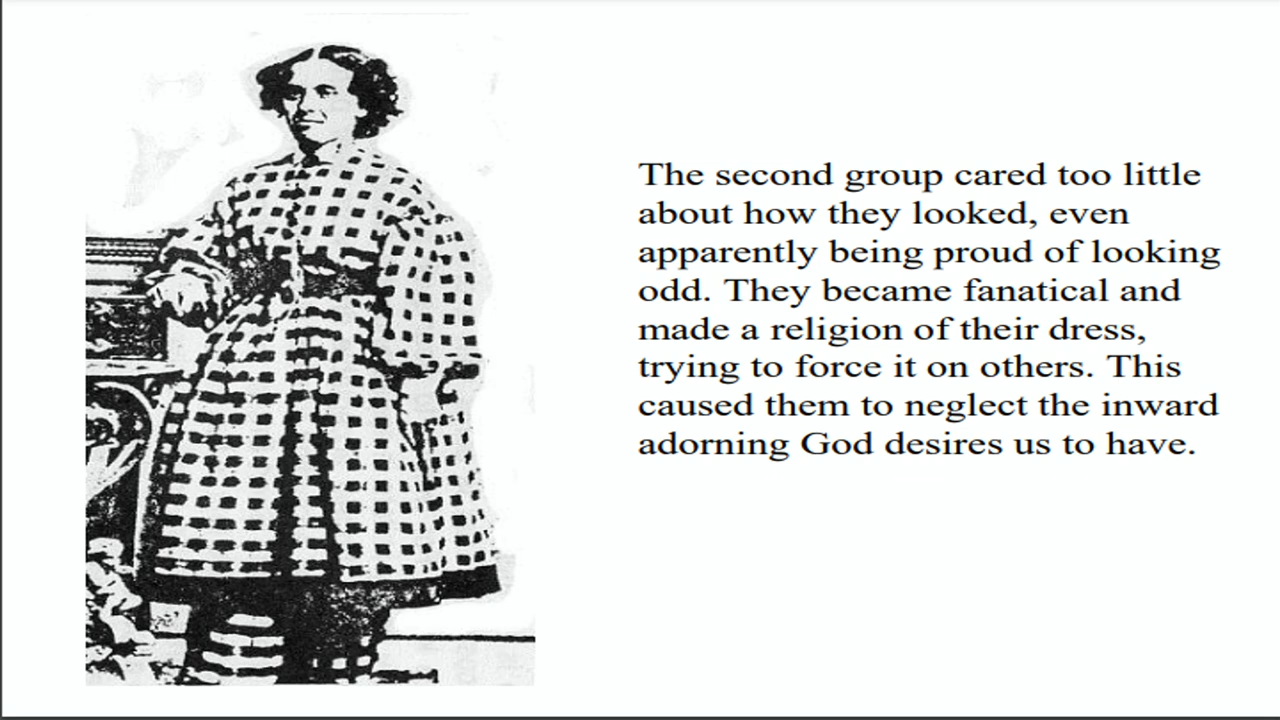 The second group cared too little
about how they looked, even
apparently being proud of looking
odd. They became fanatical and
made a religion of their dress,
trying to force it on others. This
caused them to neglect the inward
adorning God desires us to have.